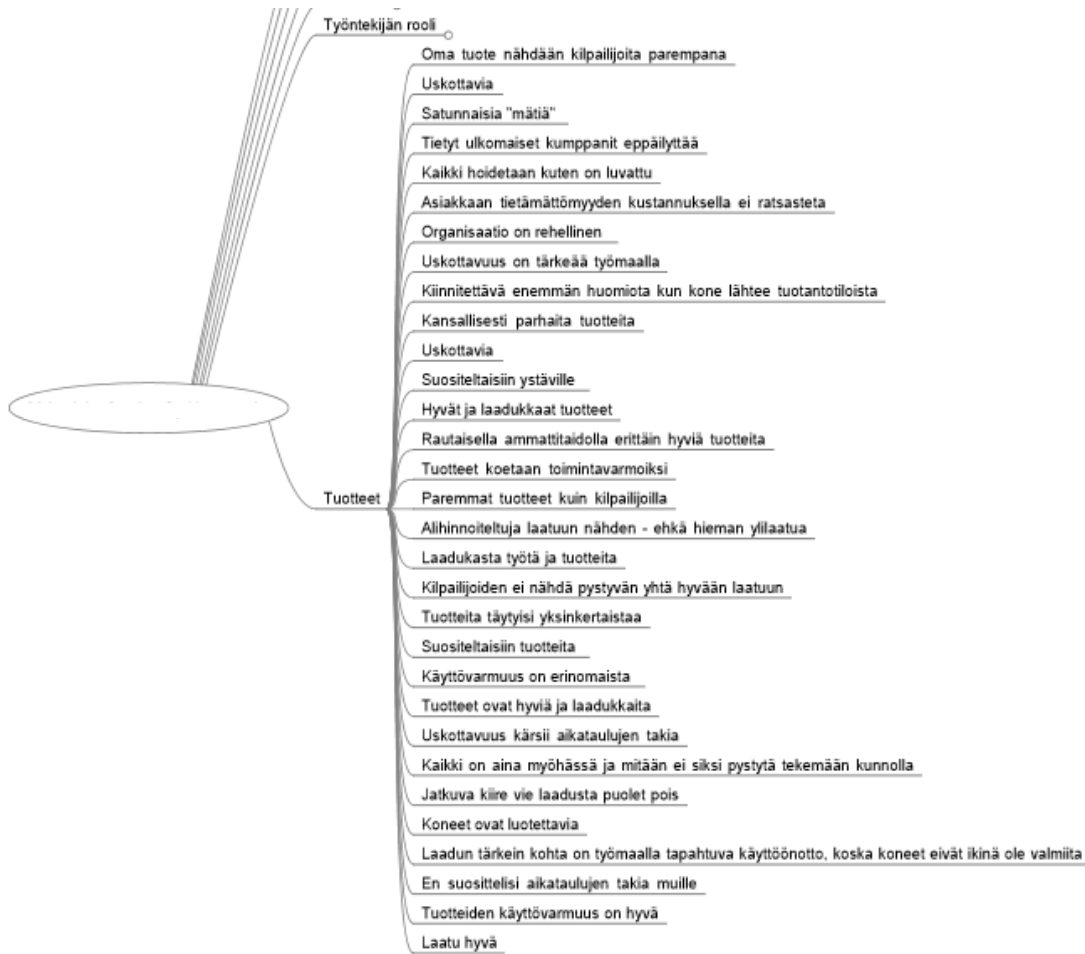 Työntekijän rooli
Oma tuote nähdään kilpailijoita parempana
Uskottavia
Satunnaisia "mätiä"
Tietyt ulkomaiset kumppanit eppäilyttää
Kaikki hoidetaan kuten on luvattu
Asiakkaan tietämättömyyden kustannuksella ei ratsasteta
Organisaatio on rehellinen
Uskottavuus on tärkeää työmaalla
Kiinnitettävä enemmän huomiota kun kone lähtee tuotantotiloista
Kansallisesti parhaita tuotteita
Uskottavia
Suositeltaisiin ystäville
Hyvät ja laadukkaat tuotteet
Rautaisella ammattitaidolla erittäin hyviä tuotteita
Tuotteet koetaan toimintavarmoiksi
Tuotteet
Paremmat tuotteet kuin kilpailijoilla
Alihinnoiteltuja laatuun nähden - ehkä hieman ylilaatua
Laadukasta työtä ja tuotteita
Kilpailijoiden ei nähdä pystyvän yhtä hyvään laatuun
Tuotteita täytyisi yksinkertaistaa
Suositeltaisiin tuotteita
Käyttövarmuus on erinomaista
Tuotteet ovat hyviä ja laadukkaita
Uskottavuus kärsii aikataulujen takia
Kaikki on aina myöhässä ja mitään ei siksi pystytä tekemään kunnolla
Jatkuva kiire vie laadusta puolet pois
Koneet ovat luotettavia
Laadun tärkein kohta on työmaalla tapahtuva käyttöönotto, koska koneet eivät ikinä ole valmiita
En suosittelisi aikataulujen takia muille
Tuotteiden käyttövarmuus on hyvä
Laatu hyvä